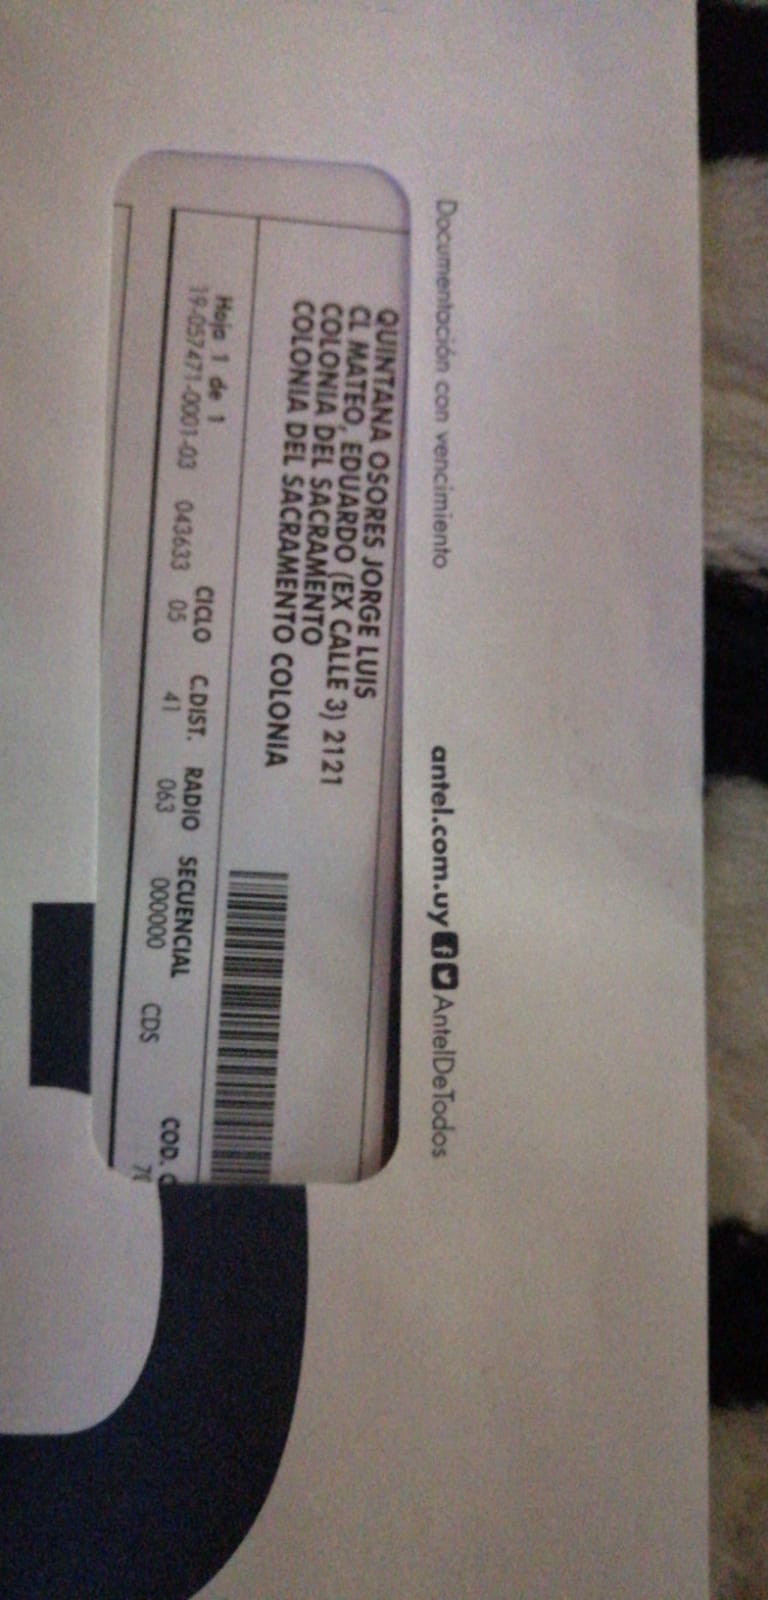 Documentación con vencimiento
antel.com.uy AntelDeTodos
QUINTANA OSORES JORGE LUIS
CL MATEO, EDUARDO (EX CALLE 3) 2121
COLONIA DEL SACRAMENTO
COLONIA DEL SACRAMENTO COLONIA
Hoja 1 de 1 CICLO C.DIST. RADIO SECUENCIAL COD.
19-057471-0001-03 043633 05 41 063 000000 CDS